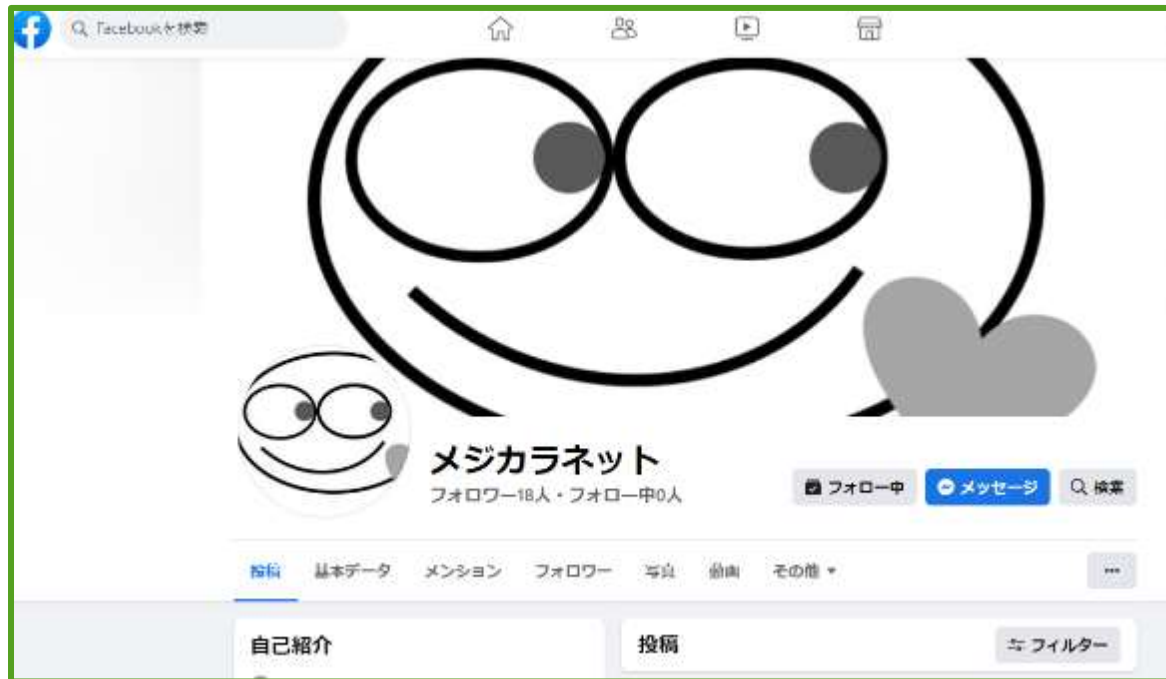 Facebookを検索
メジカラネット
フォロワー18人・フォロー中0人
フォロー中
メッセージ
検索
投稿 基本データ メンション フォロワー 写真 動画 その他
自己紹介
投稿
フィルター